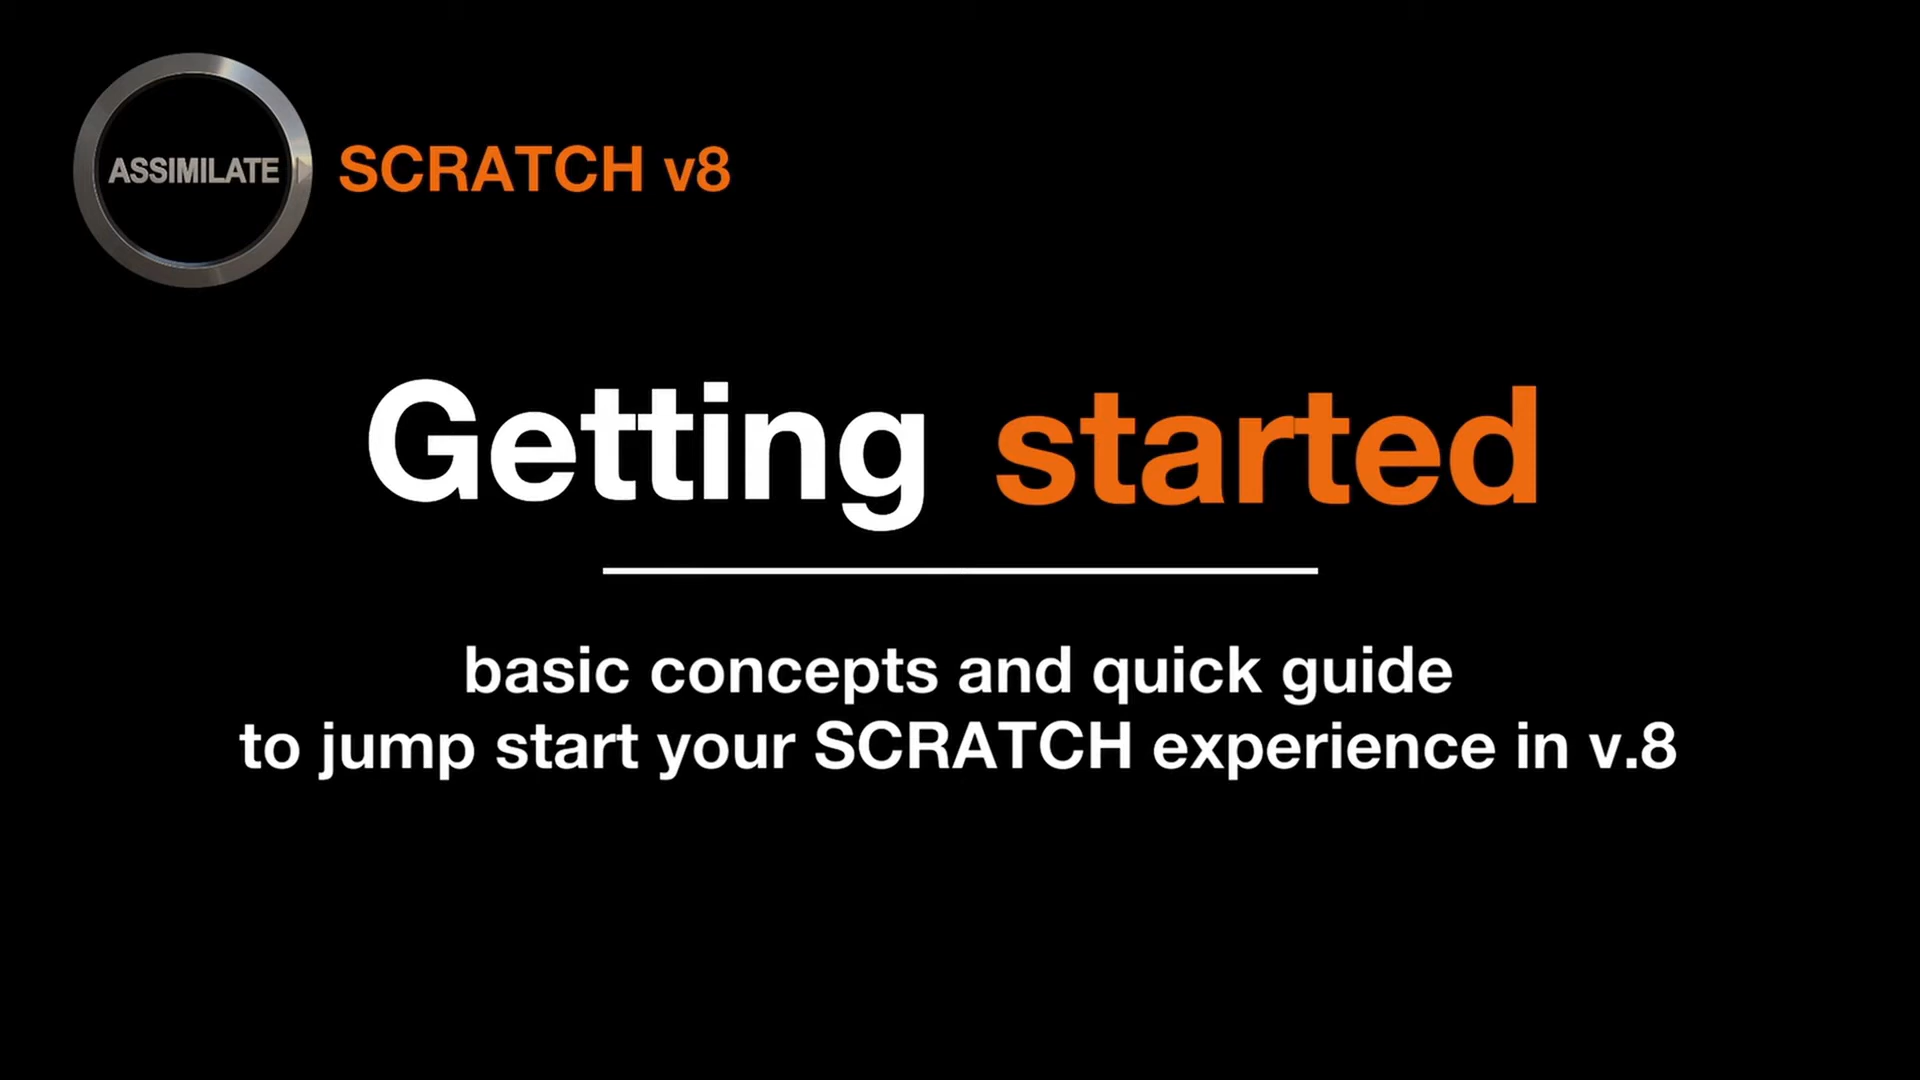 ASSIMILATE
SCRATCH v8
Getting started
basic concepts and quick guide
to jump start your SCRATCH experience in v.8